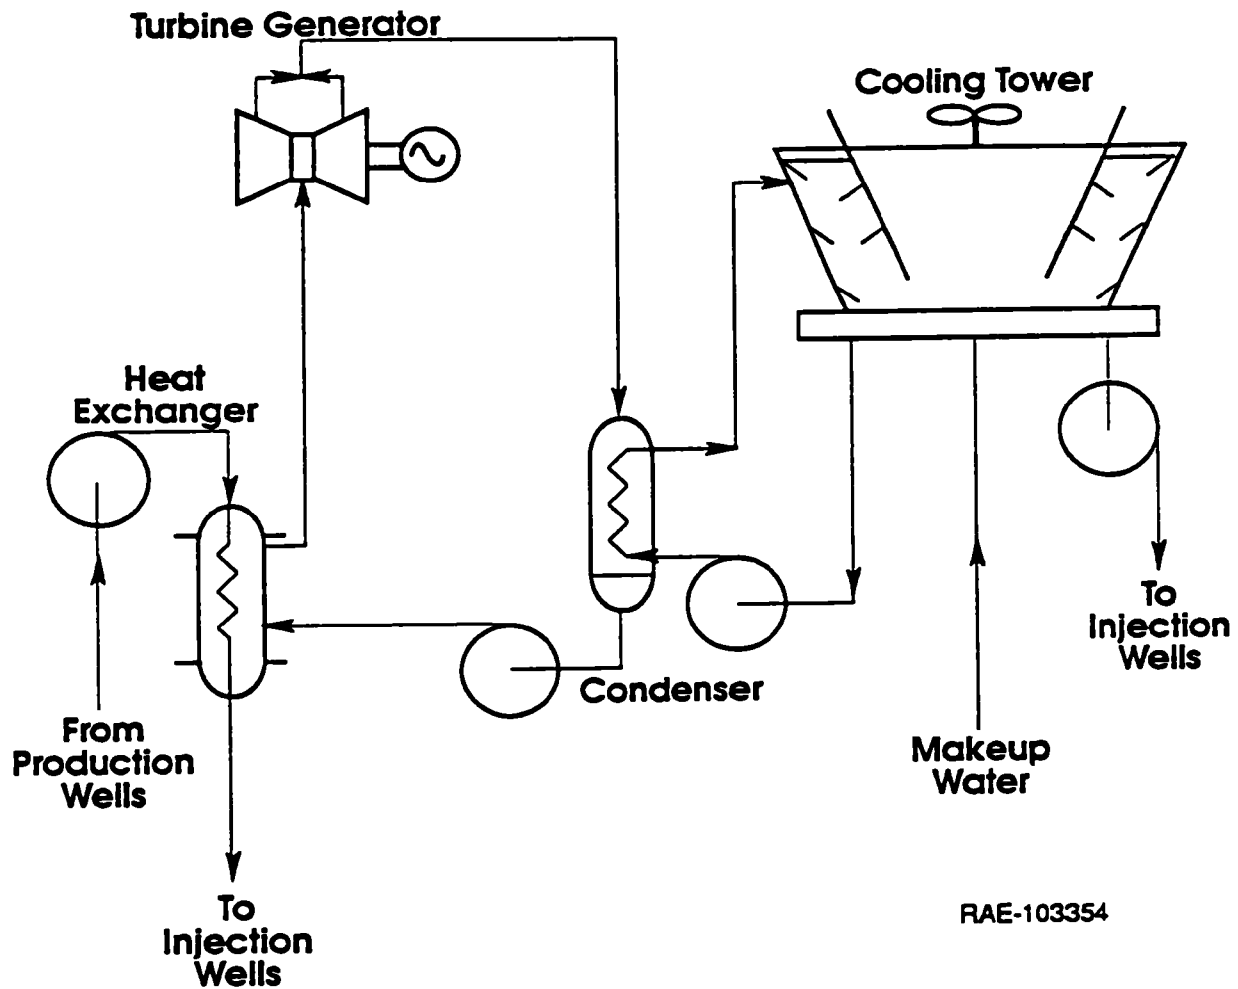 Turbine Generator
Cooling Tower
Heat
Exchanger
From
Production
Wells
To
Injection
Wells
Condenser
Makeup
Water
To
Injection
Wells
RAE-103354